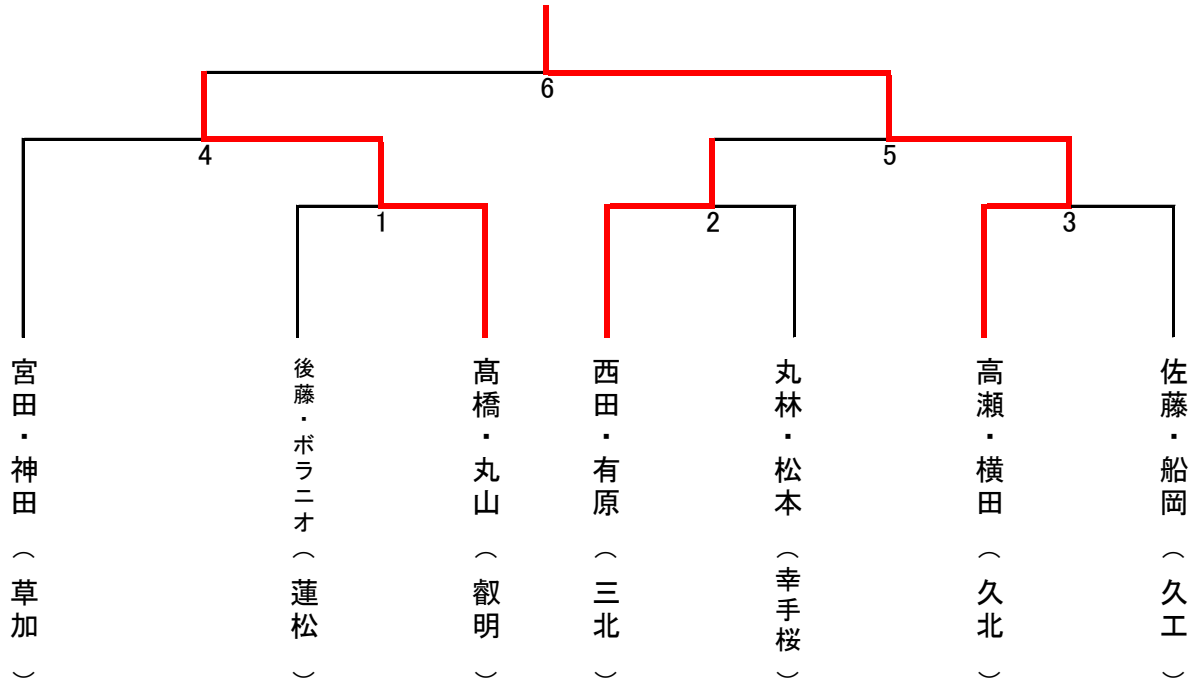 6
4
5
1
2
3
宮田・神田（草加）
後藤・ボラニオ（蓮松）
髙橋・丸山（叡明）
西田・有原（三北）
丸林・松本（幸手桜）
高瀬・横田（久北）
佐藤・船岡（久工）